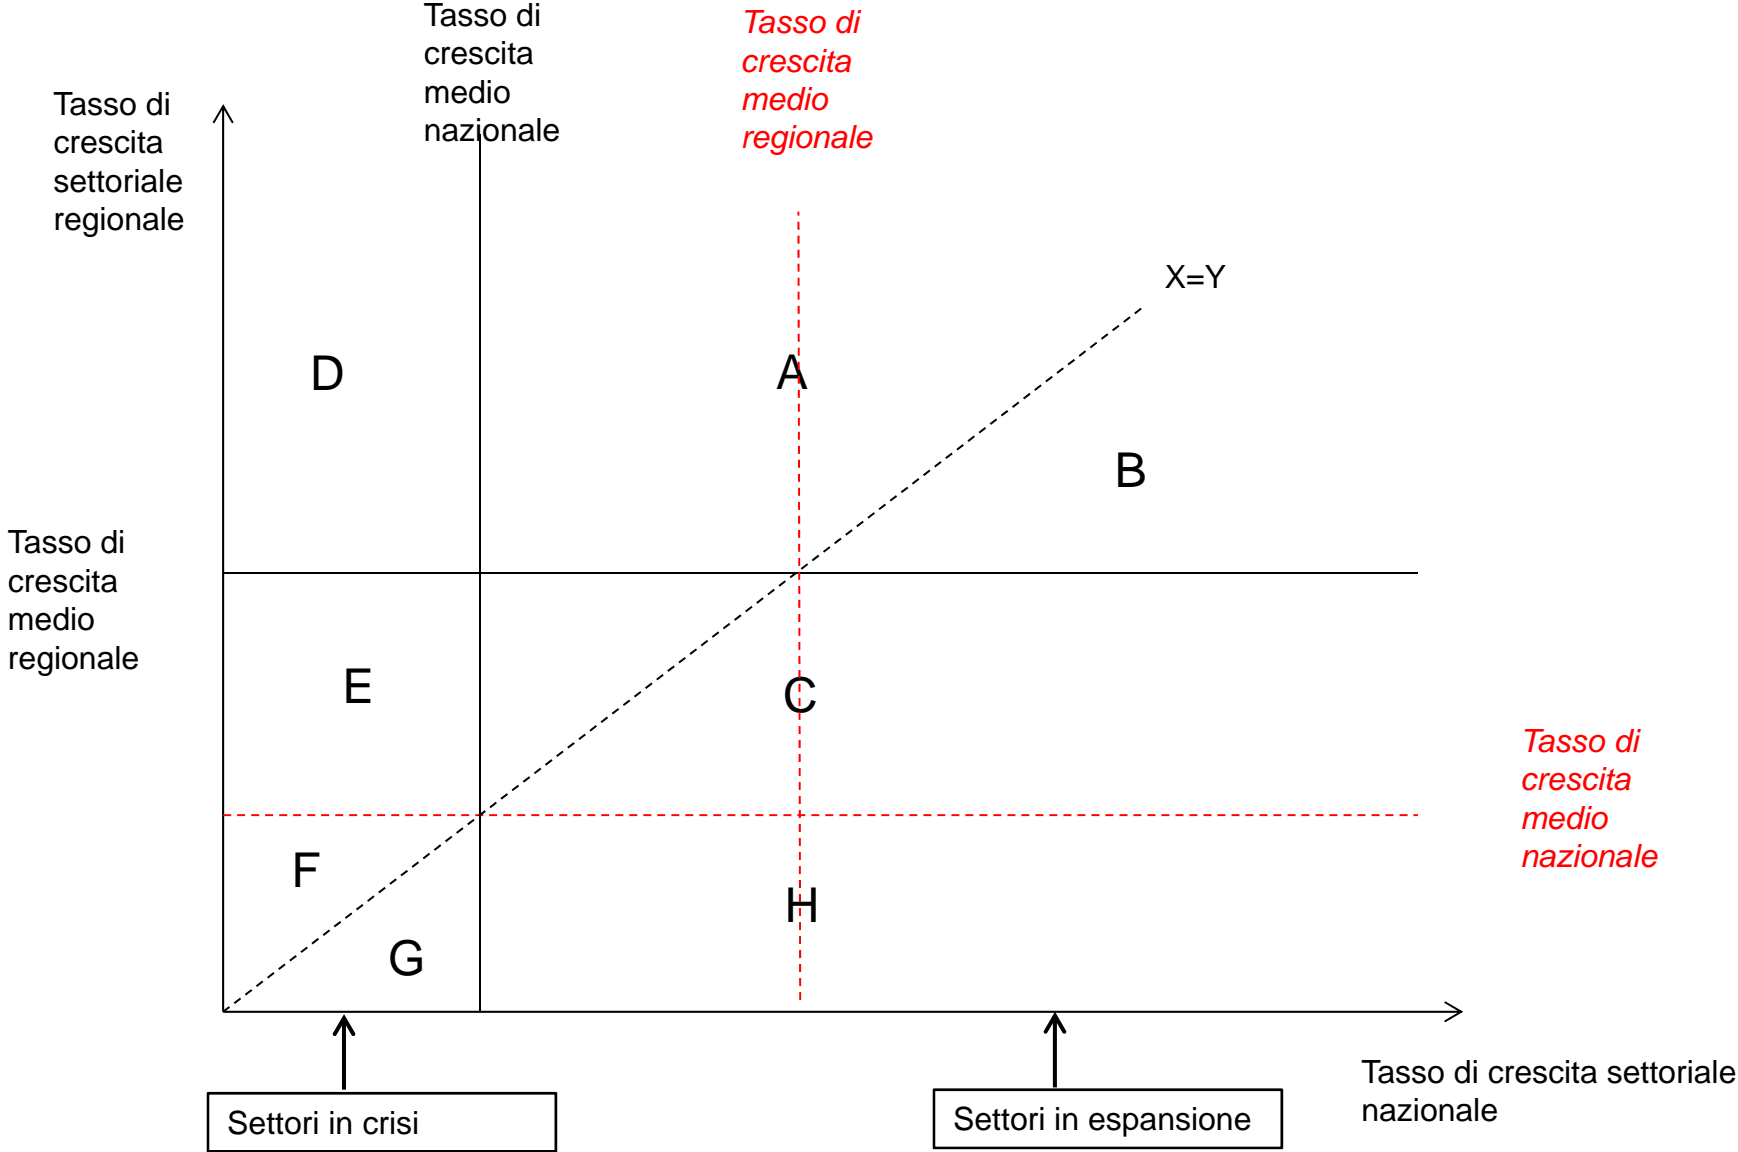 Tasso di
crescita
medio
nazionale
Tasso di
crescita
medio
regionale
Tasso di
crescita
settoriale
regionale
X=Y
D
A
B
Tasso di
crescita
medio
regionale
E
C
Tasso di
crescita
medio
nazionale
F
H
G
Tasso di crescita settoriale
nazionale
Settori in crisi
Settori in espansione